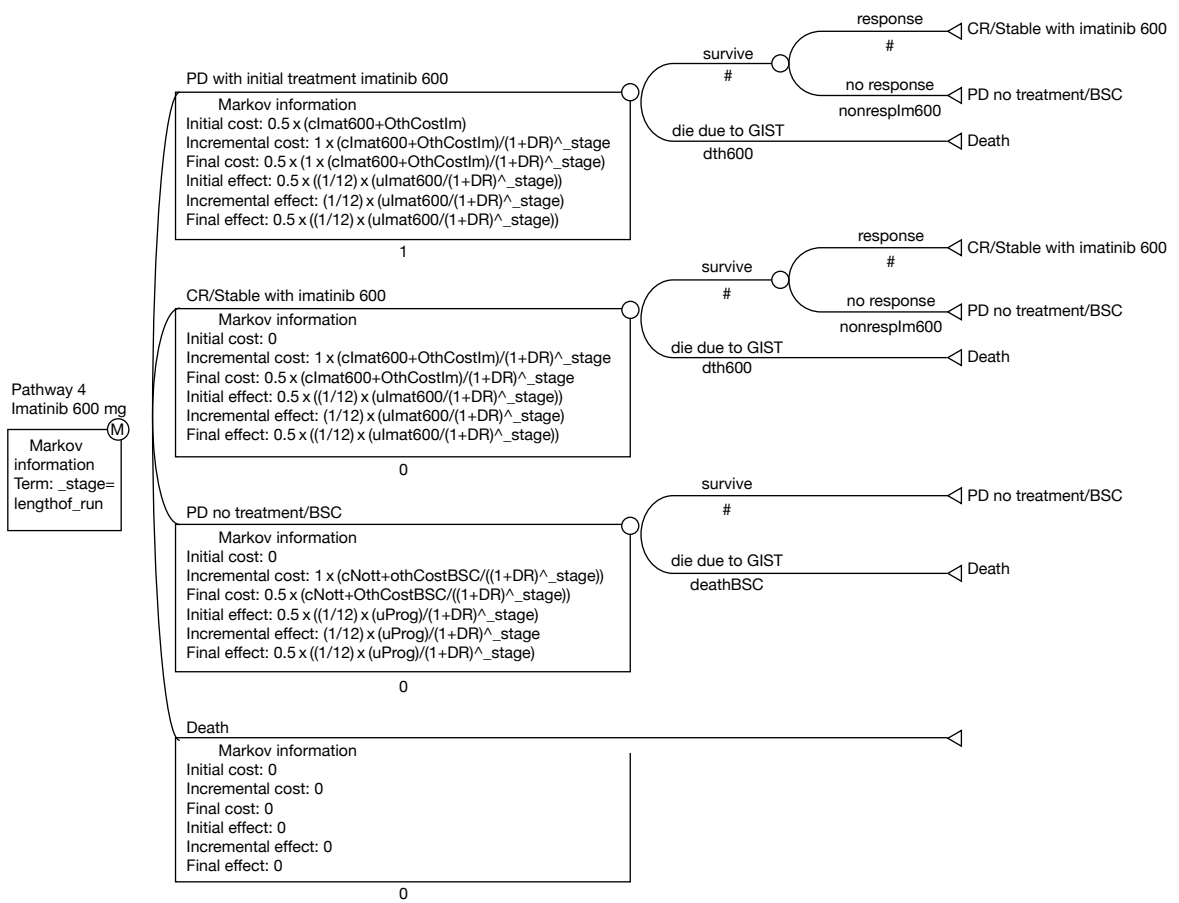 Pathway 4
Imatinib 600 mg
M
Markov
information
Term: _stage=
lengthof_run
PD with initial treatment imatinib 600
Markov information
Initial cost: 0.5 x (cImat600+OthCostIm)
Incremental cost: 1 x (cImat600+OthCostIm)/(1+DR)^_stage
Final cost: 0.5 x (1 x (cImat600+OthCostIm)/(1+DR)^_stage)
Initial effect: 0.5 x ((1/12) x (uImat600/(1+DR)^_stage))
Incremental effect: (1/12) x (uImat600/(1+DR)^_stage)
Final effect: 0.5 x ((1/12) x (uImat600/(1+DR)^_stage))
1
survive
#
response
#
CR/Stable with imatinib 600
no response
nonrespIm600
PD no treatment/BSC
die due to GIST
dth600
Death
CR/Stable with imatinib 600
Markov information
Initial cost: 0
Incremental cost: 1 x (cImat600+OthCostIm)/(1+DR)^_stage
Final cost: 0.5 x (cImat600+OthCostIm)/(1+DR)^_stage
Initial effect: 0.5 x ((1/12) x (uImat600/(1+DR)^_stage))
Incremental effect: (1/12) x (uImat600/(1+DR)^_stage)
Final effect: 0.5 x ((1/12) x (uImat600/(1+DR)^_stage))
0
survive
#
response
#
CR/Stable with imatinib 600
no response
nonrespIm600
PD no treatment/BSC
die due to GIST
dth600
Death
PD no treatment/BSC
Markov information
Initial cost: 0
Incremental cost: 1 x (cNott+othCostBSC/((1+DR)^_stage))
Final cost: 0.5 x (cNott+OthCostBSC/((1+DR)^_stage))
Initial effect: 0.5 x ((1/12) x (uProg)/(1+DR)^_stage)
Incremental effect: (1/12) x (uProg)/(1+DR)^_stage
Final effect: 0.5 x ((1/12) x (uProg)/(1+DR)^_stage)
0
survive
#
PD no treatment/BSC
die due to GIST
deathBSC
Death
Death
Markov information
Initial cost: 0
Incremental cost: 0
Final cost: 0
Initial effect: 0
Incremental effect: 0
Final effect: 0
0